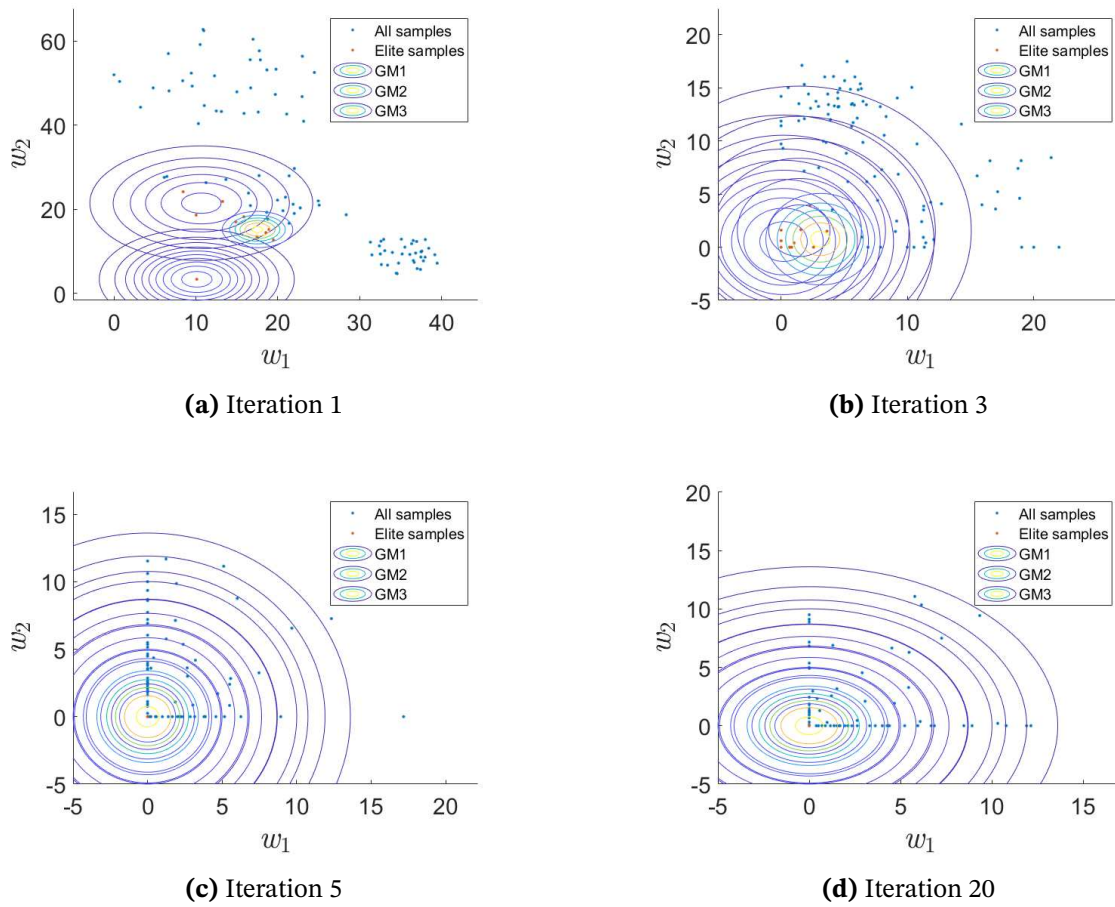 All samples
Elite samples
GM1
GM2
GM3
60
40
20
0
w₂
0 10 20 30 40
w₁
(a) Iteration 1
All samples
Elite samples
GM1
GM2
GM3
20
15
10
5
0
-5
w₂
0 10 20
w₁
(b) Iteration 3
All samples
Elite samples
GM1
GM2
GM3
15
10
5
0
-5
w₂
-5 0 5 10 15 20
w₁
(c) Iteration 5
All samples
Elite samples
GM1
GM2
GM3
20
15
10
5
0
-5
w₂
-5 0 5 10 15
w₁
(d) Iteration 20